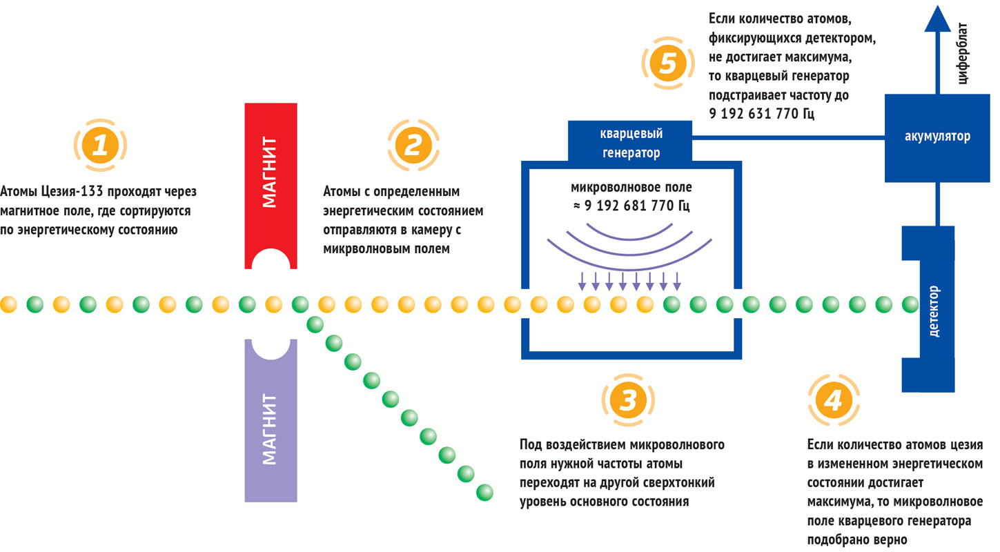 1
Атомы Цезия-133 проходят через
магнитное поле, где сортируются
по энергетическому состоянию
МАГНИТ
МАГНИТ
2
Атомы с определенным
энергетическим состоянием
отправляютя в камеру с
микрволновым полем
кварцевый
генератор
микроволновое поле
≈ 9 192 681 770 Гц
3
Под воздействием микроволнового
поля нужной частоты атомы
переходят на другой сверхтонкий
уровень основного состояния
4
Если количество атомов цезия
в измененном энергетическом
состоянии достигает
максимума, то микроволновое
поле кварцевого генератора
подобрано верно
5
Если количество атомов,
фиксирующихся детектором,
не достигает максимума,
то кварцевый генератор
подстраивает частоту до
9 192 631 770 Гц
детектор
акумулятор
циферблат